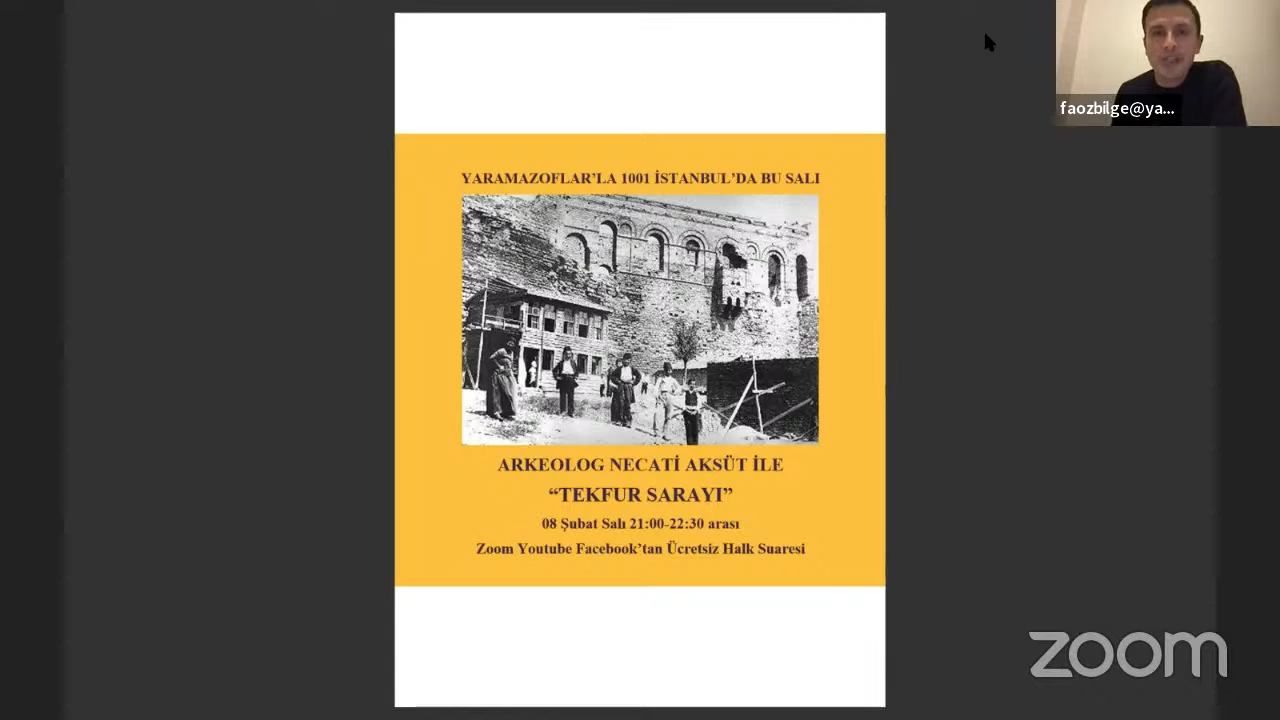 faozbilge@ya...
YARAMAZOFLAR’LA 1001 İSTANBUL’DA BU SALI
ARKEOLOG NECATİ AKSÜT İLE
“TEKFUR SARAYI”
08 Şubat Salı 21:00-22:30 arası
Zoom Youtube Facebook’tan Ücretsiz Halk Suaresi
zoom